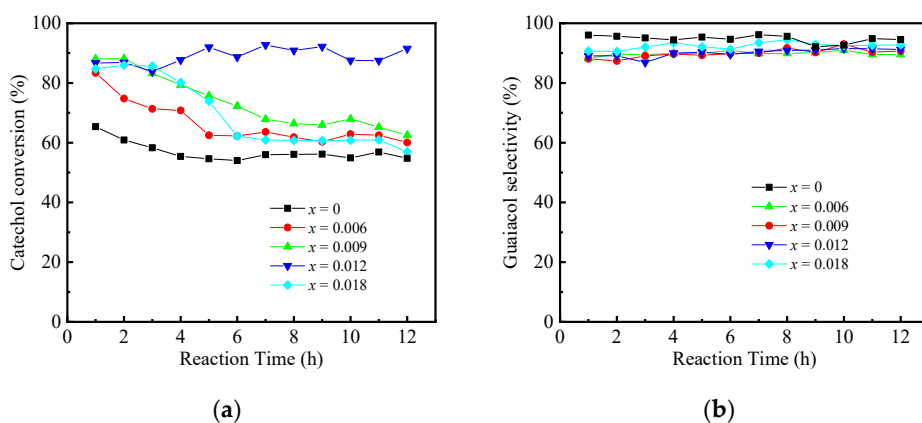 100
80
60
40
20
0
Catechol conversion (%)
x = 0
x = 0.006
x = 0.009
x = 0.012
x = 0.018
0 2 4 6 8 10 12
Reaction Time (h)
(a)
100
80
60
40
20
0
Guaiacol selectivity (%)
x = 0
x = 0.006
x = 0.009
x = 0.012
x = 0.018
0 2 4 6 8 10 12
Reaction Time (h)
(b)